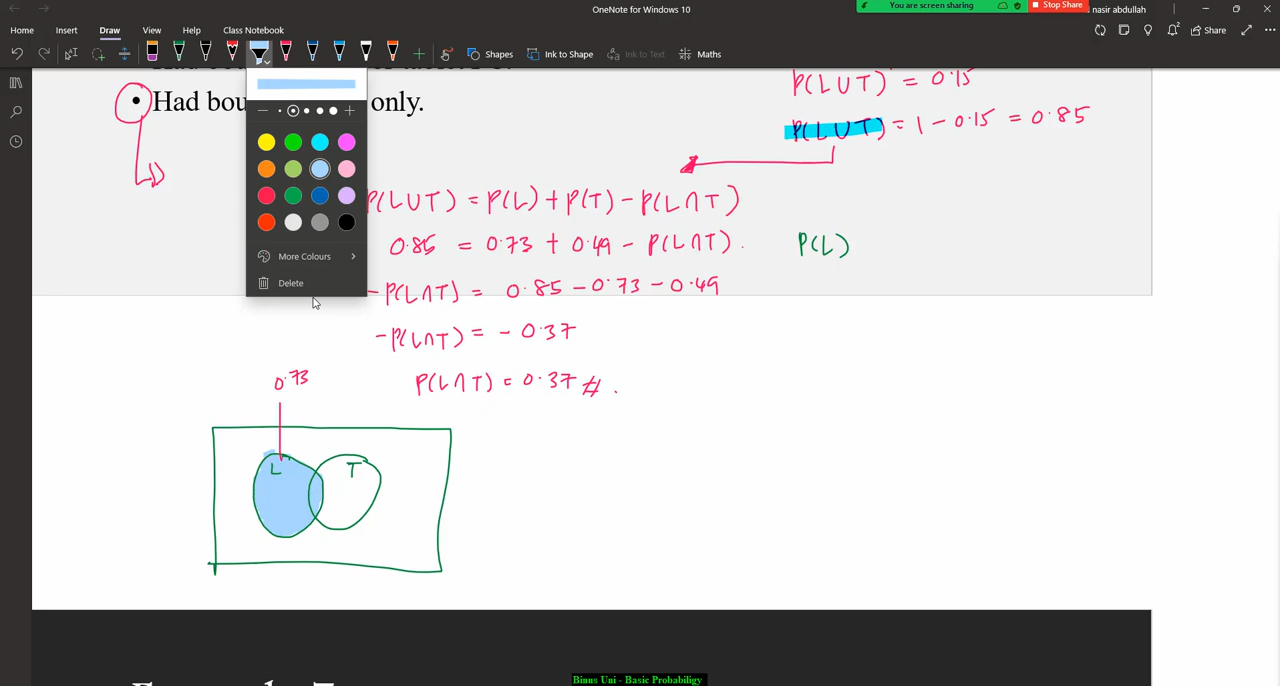 OneNote for Windows 10
You are screen sharing
Stop Share
nasir abdullah
Home Insert Draw View Help Class Notebook
Share
Shapes Ink to Shape Ink to Text Maths
P(L∪T) = 0.15
• Had bou only.
P(L∪T) = 1 - 0.15 = 0.85
P(L∪T) = P(L) + P(T) - P(L∩T)
0.85 = 0.73 + 0.49 - P(L∩T). P(L)
More Colours
Delete
-P(L∩T) = 0.85 - 0.73 - 0.49
-P(L∩T) = - 0.37
0.73
P(L∩T) = 0.37 # .
L T
Binus Uni - Basic Probabiligy